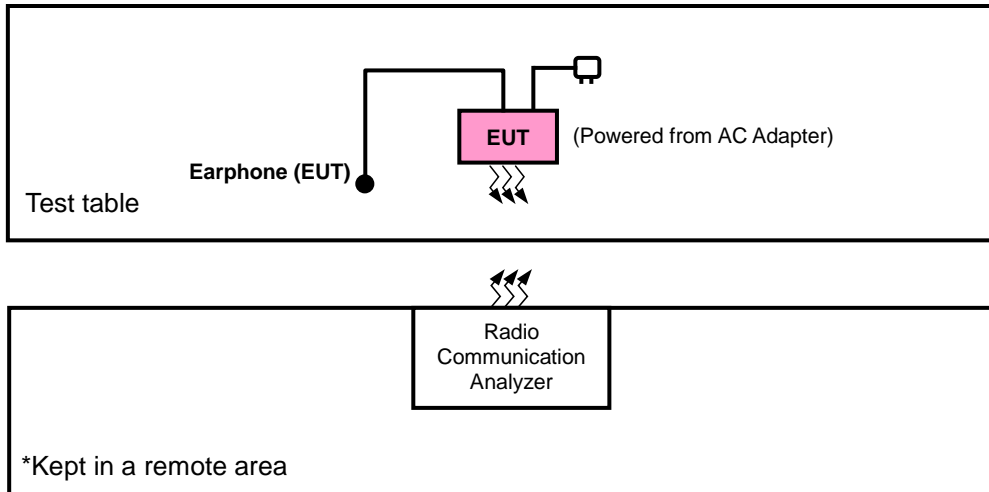 EUT
(Powered from AC Adapter)
Earphone (EUT)
Test table
Radio
Communication
Analyzer
*Kept in a remote area